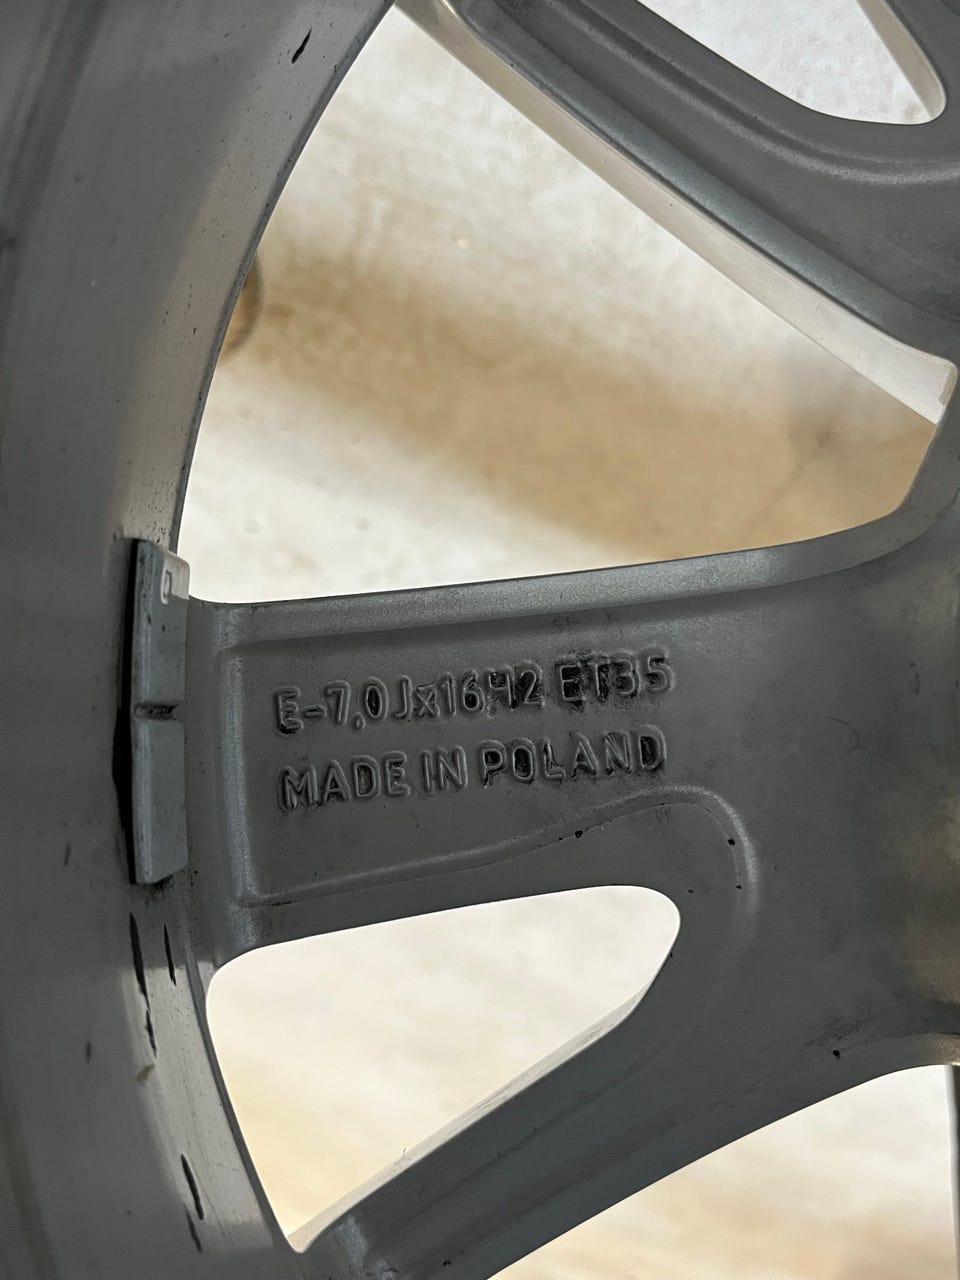 E-7,0Jx16H2 ET35
MADE IN POLAND